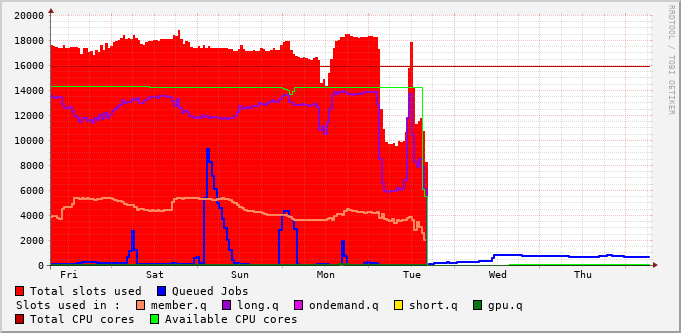 RRDTOOL / TOBI OETIKER
20000
18000
16000
14000
12000
10000
8000
6000
4000
2000
0
Fri Sat Sun Mon Tue Wed Thu
Total slots used Queued Jobs
Slots used in : member.q long.q ondemand.q short.q gpu.q
Total CPU cores Available CPU cores